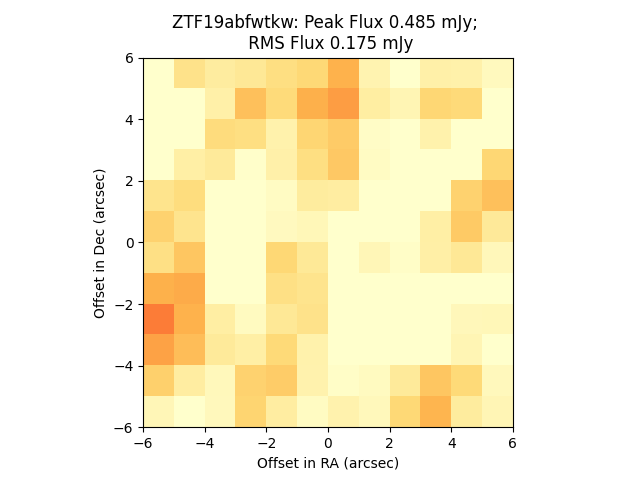 ZTF19abfwtkw: Peak Flux 0.485 mJy;
RMS Flux 0.175 mJy
6
4
2
0
−2
−4
−6
Offset in Dec (arcsec)
−6 −4 −2 0 2 4 6
Offset in RA (arcsec)